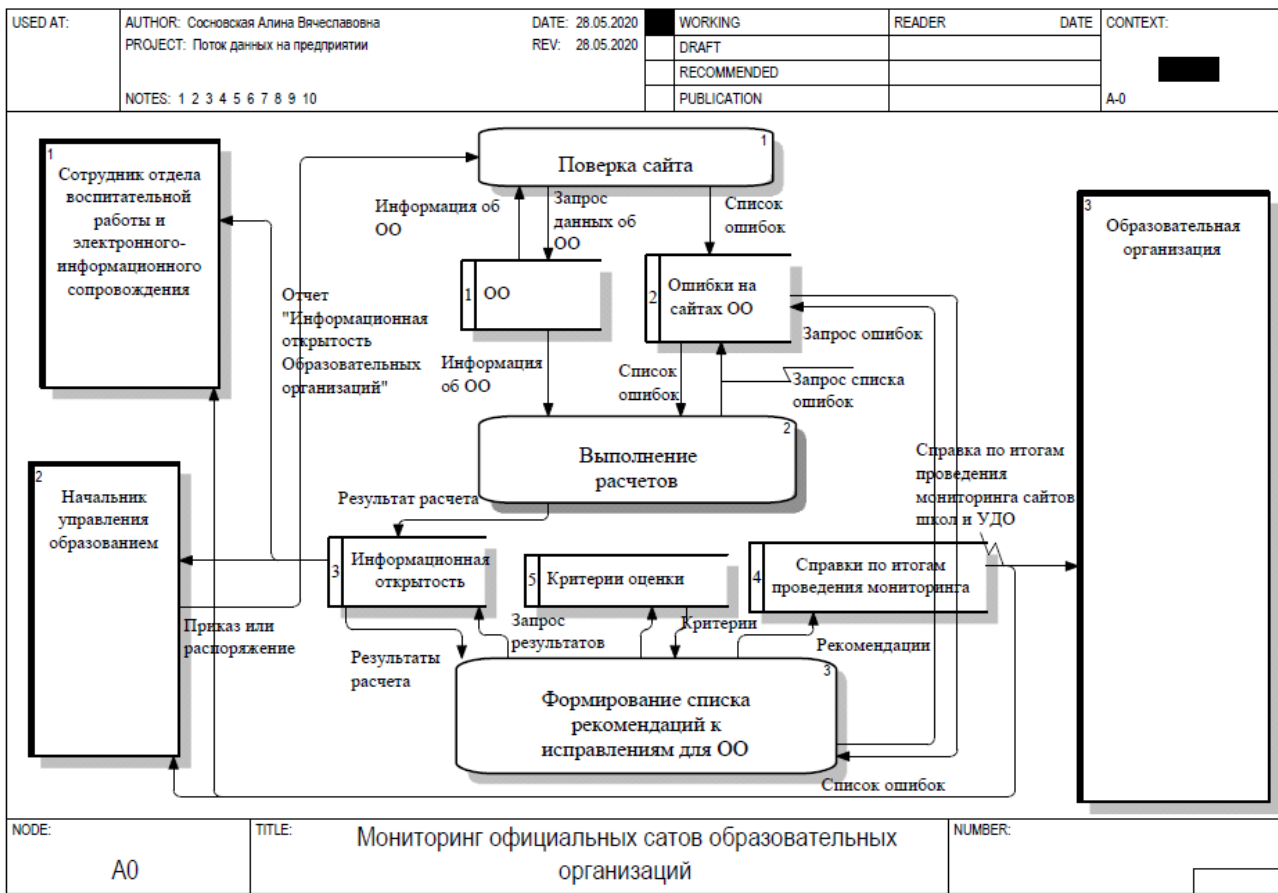 USED AT:
AUTHOR: Сосновская Алина Вячеславовна
DATE: 28.05.2020
PROJECT: Поток данных на предприятии
REV: 28.05.2020
NOTES: 1 2 3 4 5 6 7 8 9 10
WORKING
DRAFT
RECOMMENDED
PUBLICATION
READER
DATE
CONTEXT:
A-0
1
Сотрудник отдела
воспитательной
работы и
электронного-
информационного
сопровождения
1
Поверка сайта
Информация об
ОО
Запрос
данных об
ОО
Список
ошибок
3
Образовательная
организация
1
ОО
2
Ошибки на
сайтах ОО
Отчет
"Информационная
открытость
Образовательных
организаций"
Информация
об ОО
Список
ошибок
Запрос ошибок
Запрос списка
ошибок
2
Выполнение
расчетов
2
Начальник
управления
образованием
Результат расчета
Справка по итогам
проведения
мониторинга сайтов
школ и УДО
3
Информационная
открытость
5
Критерии оценки
4
Справки по итогам
проведения мониторинга
Приказ или
распоряжение
Результаты
расчета
Запрос
результатов
Критерии
Рекомендации
3
Формирование списка
рекомендаций к
исправлениям для ОО
Список ошибок
NODE:
A0
TITLE:
Мониторинг официальных сатов образовательных
организаций
NUMBER: